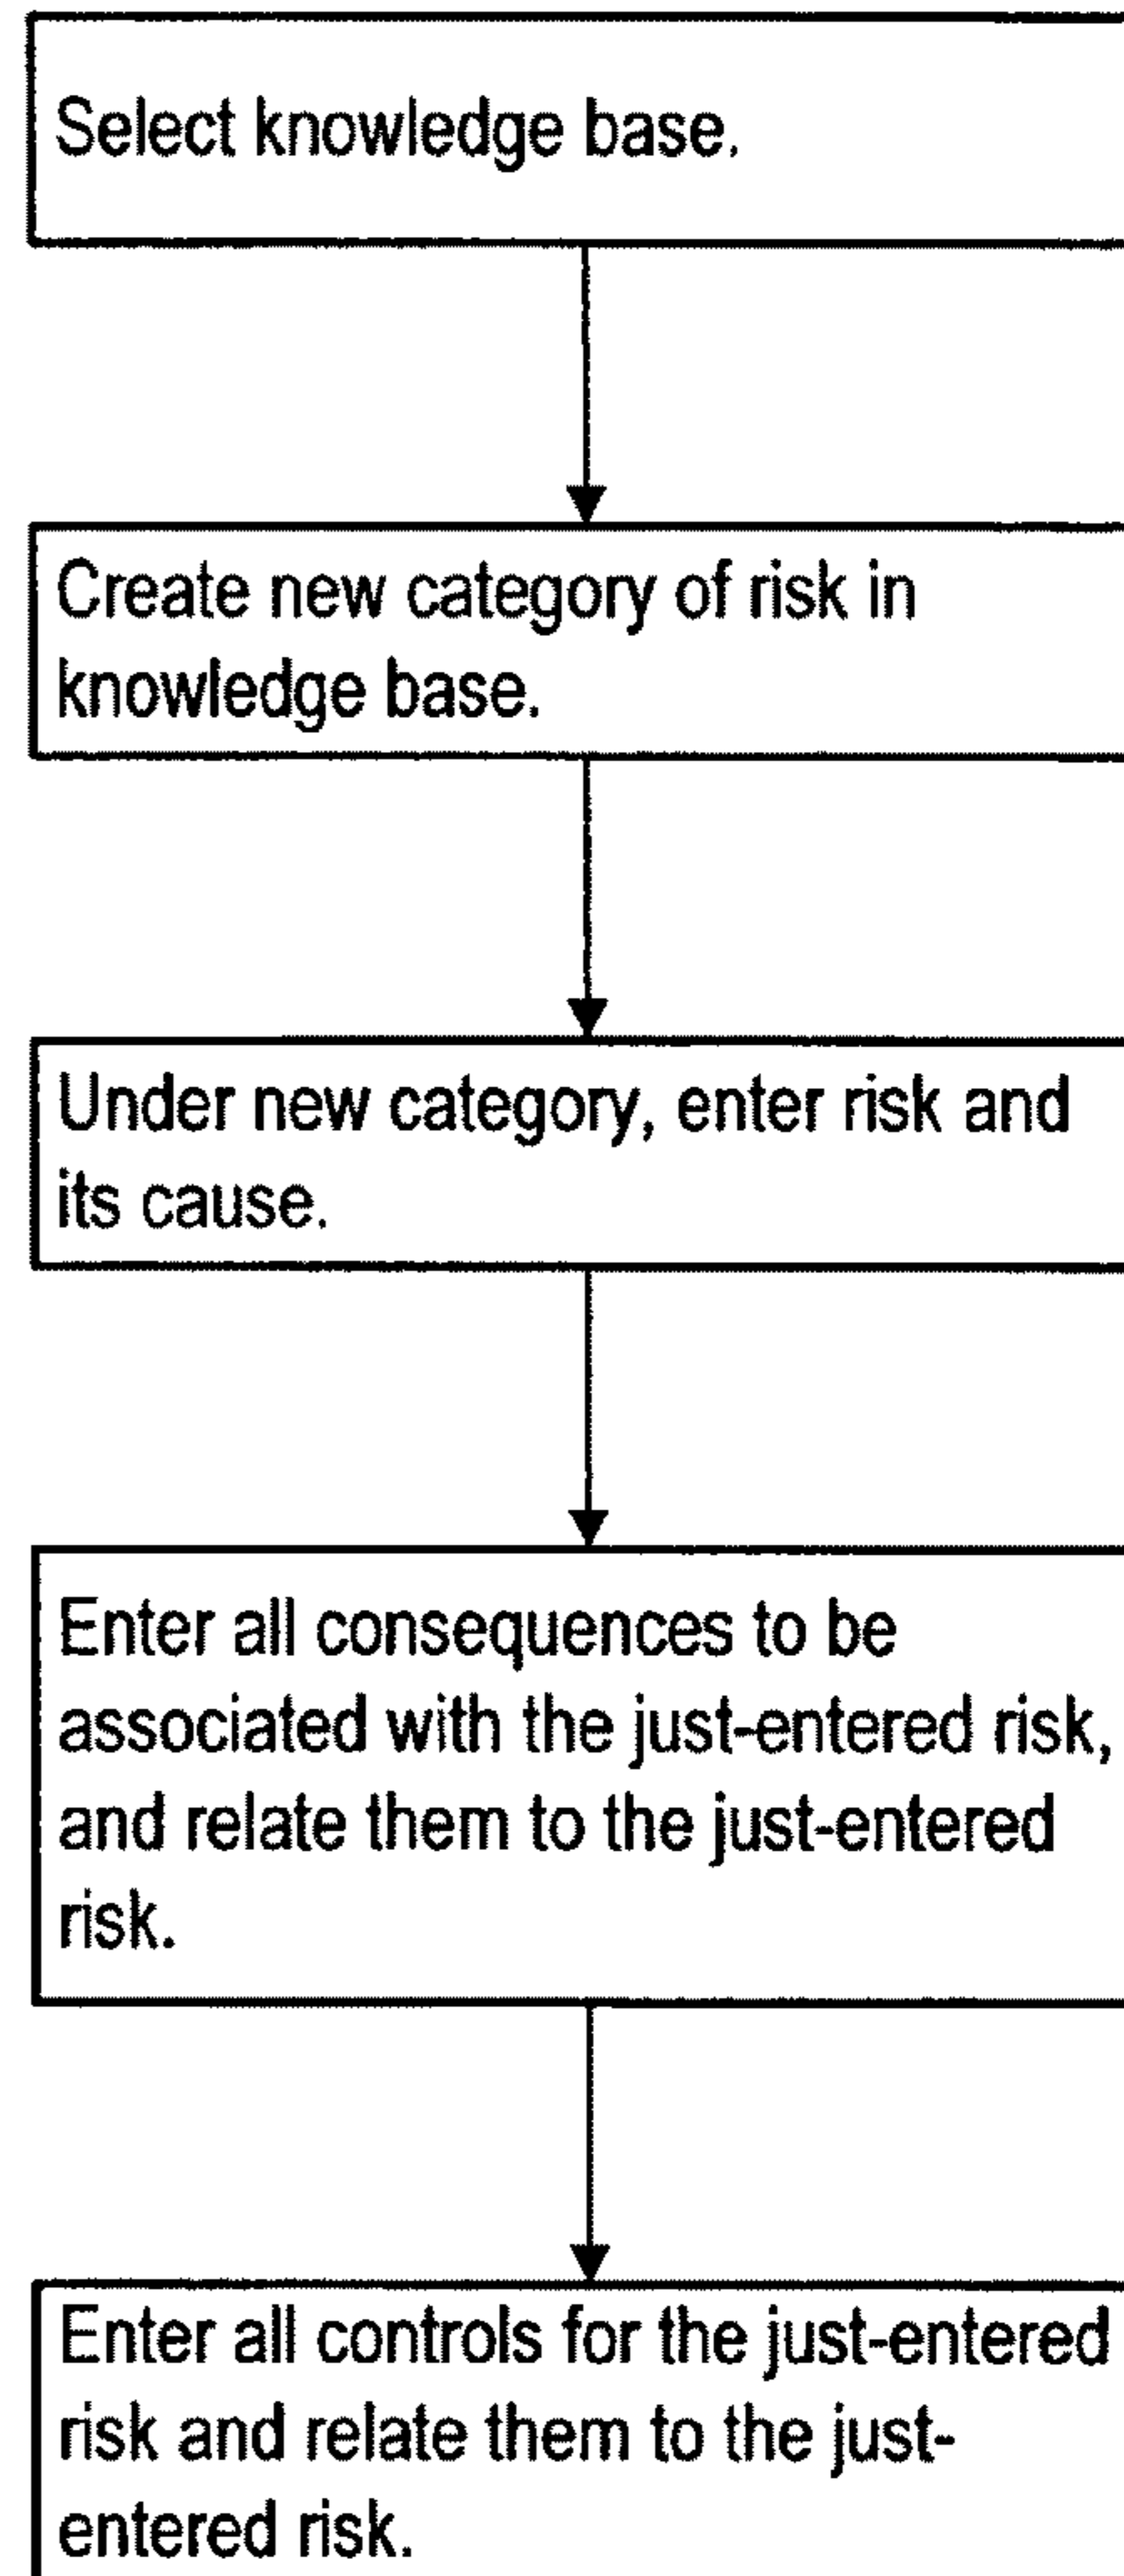 Select knowledge base.
Create new category of risk in
knowledge base.
Under new category, enter risk and
its cause.
Enter all consequences to be
associated with the just-entered risk,
and relate them to the just-entered
risk.
Enter all controls for the just-entered
risk and relate them to the just-
entered risk.